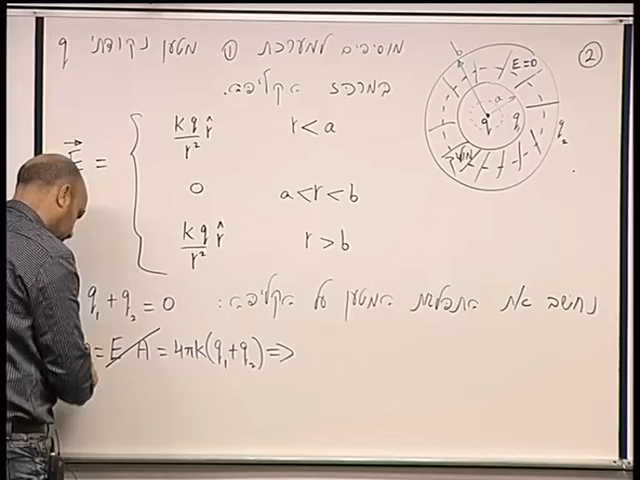 ②
מוסיפים למערכת ① מטען נקודתי q
במרכז הקליפה.
E⃗ = { kq/r² r̂   r<a
0   a<r<b
kq/r² r̂   r>b
נחשב את התפלגות המטען על הקליפה:   q₁+q₂=0
= E A = 4πk(q₁+q₂) ⇒
b
E=0
a
q
q₁
q₂